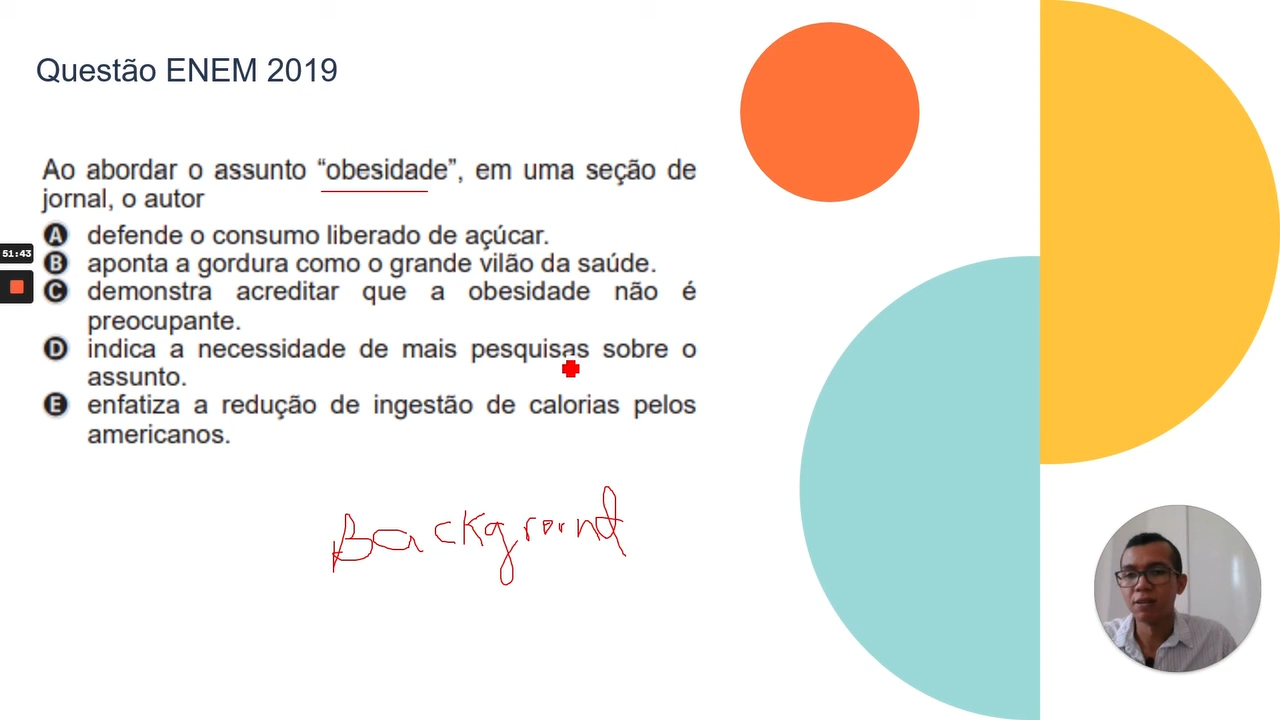 Questão ENEM 2019
Ao abordar o assunto “obesidade”, em uma seção de
jornal, o autor
A defende o consumo liberado de açúcar.
51:43
B aponta a gordura como o grande vilão da saúde.
C demonstra acreditar que a obesidade não é
preocupante.
D indica a necessidade de mais pesquisas sobre o
assunto.
E enfatiza a redução de ingestão de calorias pelos
americanos.
Background